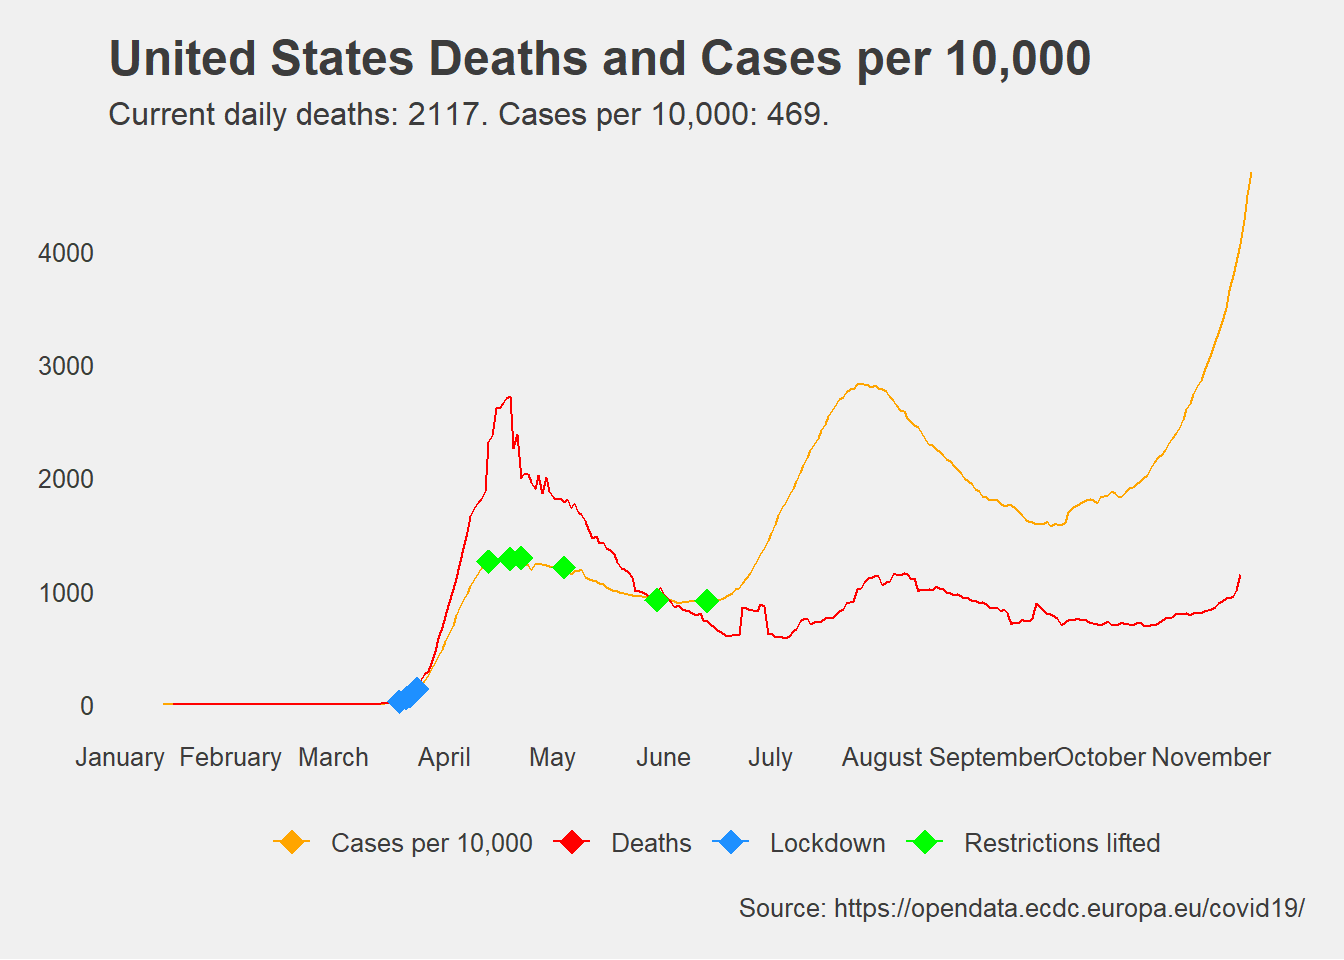 United States Deaths and Cases per 10,000
Current daily deaths: 2117. Cases per 10,000: 469.
4000
3000
2000
1000
0
January February March April May June July August September October November
Cases per 10,000 Deaths Lockdown Restrictions lifted
Source: https://opendata.ecdc.europa.eu/covid19/